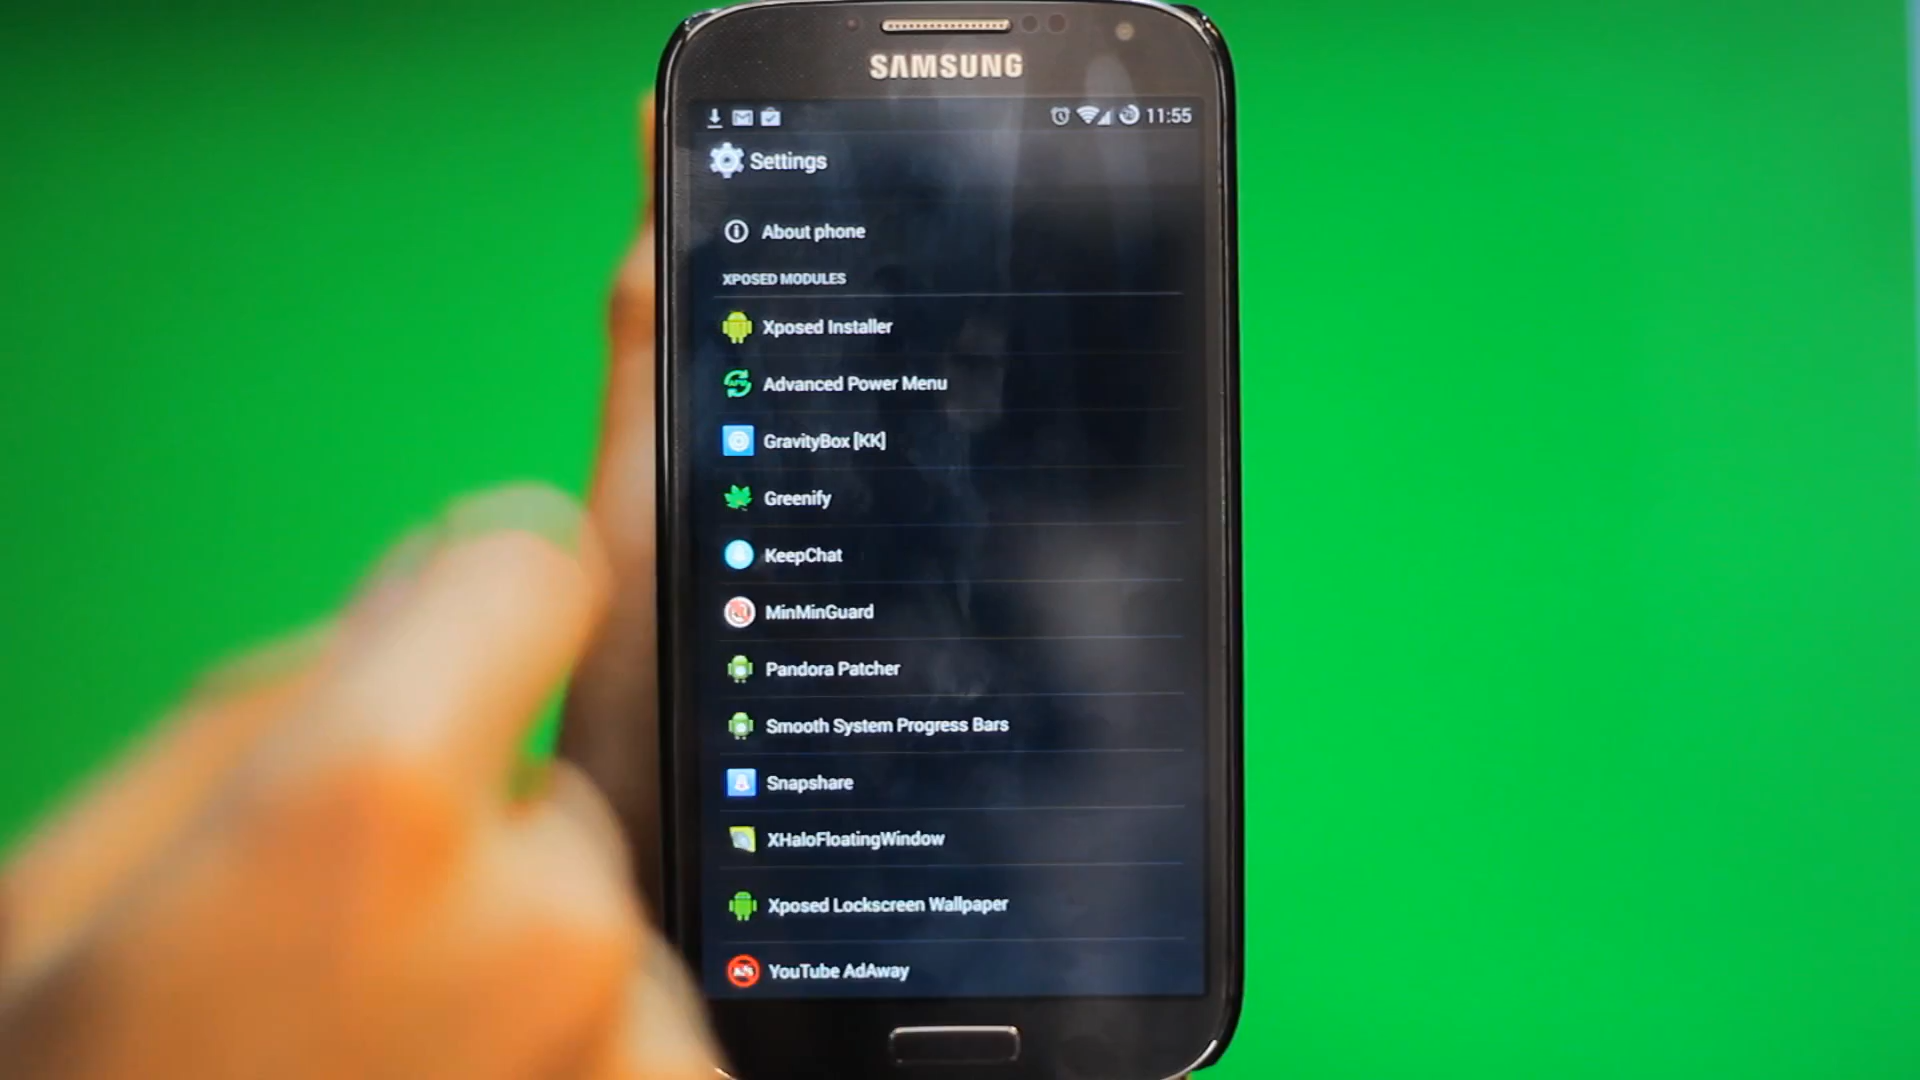 SAMSUNG
11:55
Settings
About phone
XPOSED MODULES
Xposed Installer
Advanced Power Menu
GravityBox [KK]
Greenify
KeepChat
MinMinGuard
Pandora Patcher
Smooth System Progress Bars
Snapshare
XHaloFloatingWindow
Xposed Lockscreen Wallpaper
YouTube AdAway